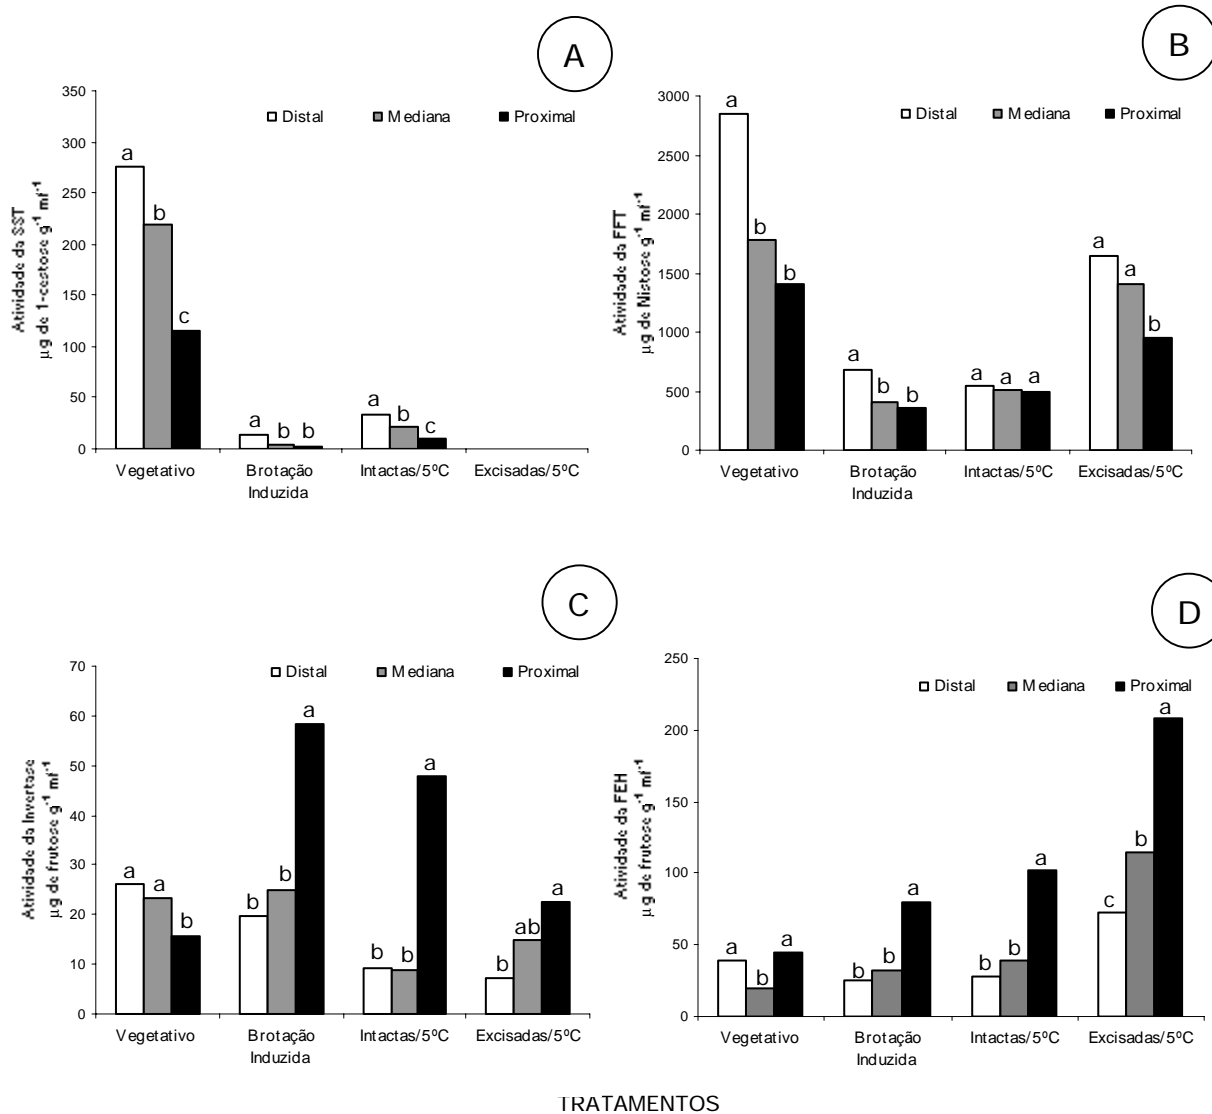 A
350
300
250
200
150
100
50
0
Atividade da SST
µg de 1-cestose g-1 mf-1
Distal Mediana Proximal
a b c
a b b
a b c
Vegetativo Brotação Induzida Intactas/5ºC Excisadas/5ºC
B
3000
2500
2000
1500
1000
500
0
Atividade da FFT
µg de Nistose g-1 mf-1
Distal Mediana Proximal
a b b
a b b
a a a
a a b
Vegetativo Brotação Induzida Intactas/5ºC Excisadas/5ºC
C
70
60
50
40
30
20
10
0
Atividade da Invertase
µg de frutose g-1 mf-1
Distal Mediana Proximal
a a b
b b a
b b a
b ab a
Vegetativo Brotação Induzida Intactas/5ºC Excisadas/5ºC
D
250
200
150
100
50
0
Atividade da FEH
µg de frutose g-1 mf-1
Distal Mediana Proximal
a b a
b b a
b b a
c b a
Vegetativo Brotação Induzida Intactas/5ºC Excisadas/5ºC
TRATAMENTOS